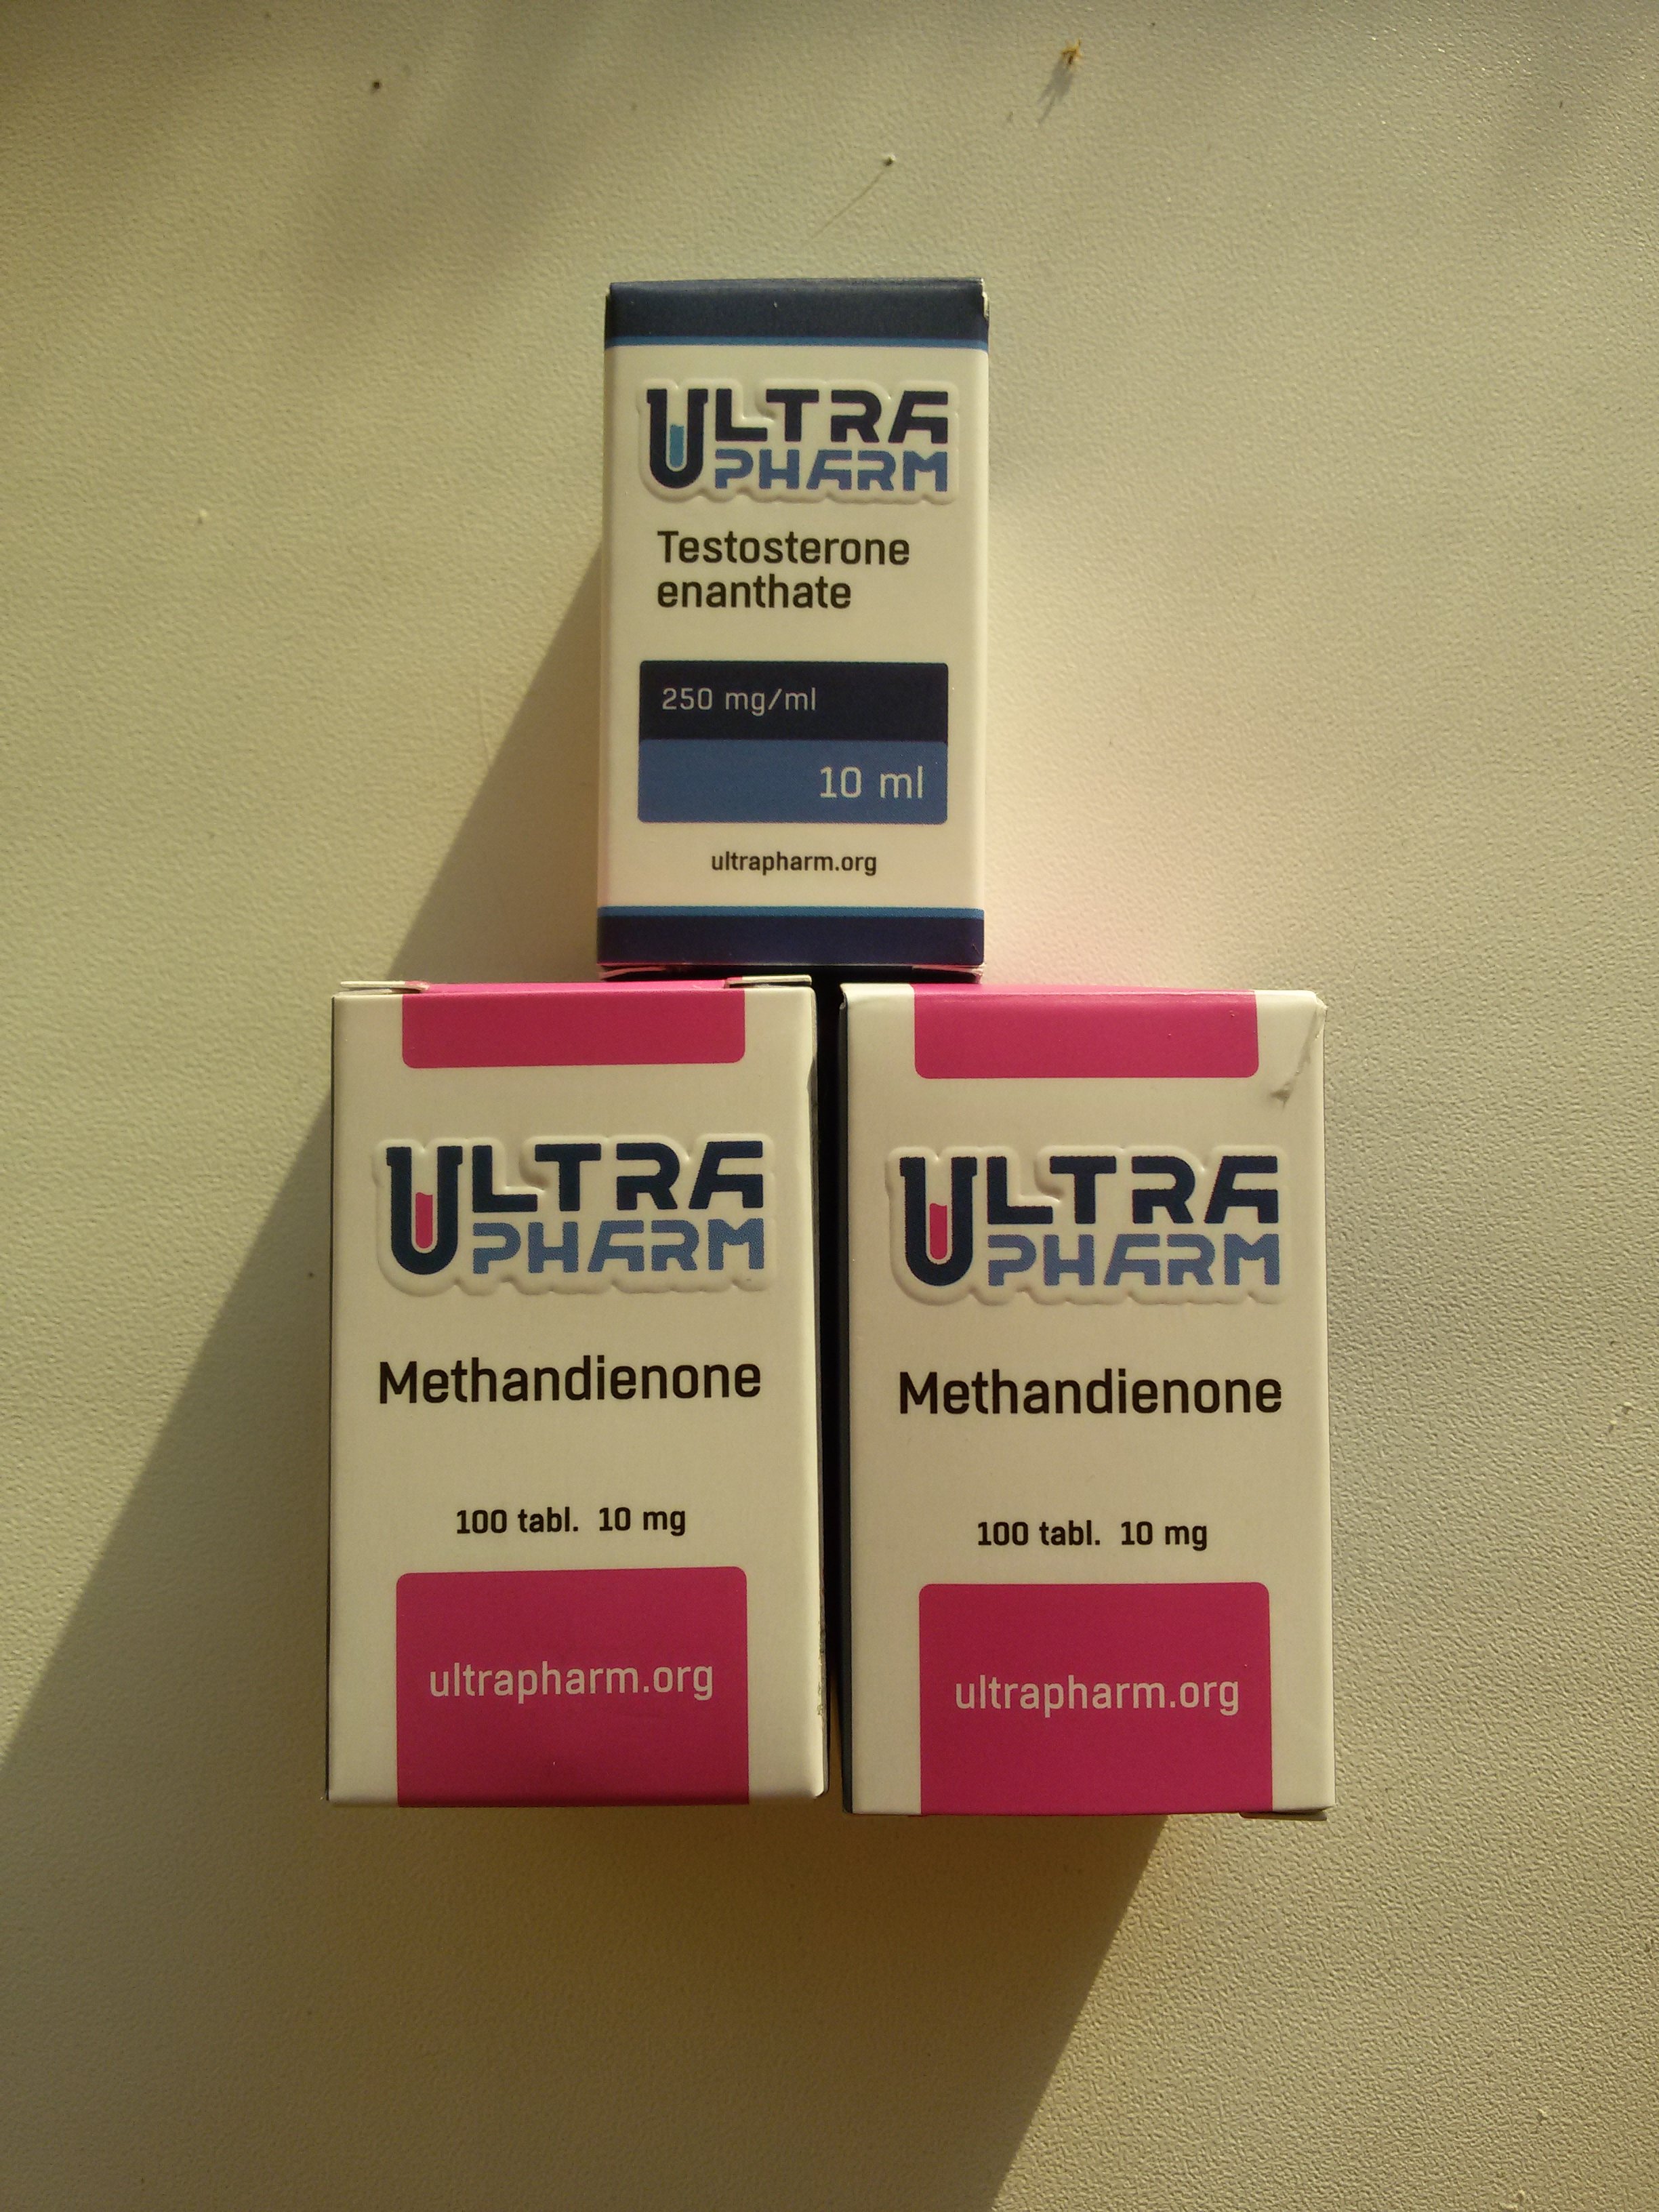 ULTRA
PHARM
Testosterone
enanthate
250 mg/ml
10 ml
ultrapharm.org
ULTRA
PHARM
Methandienone
100 tabl. 10 mg
ultrapharm.org
ULTRA
PHARM
Methandienone
100 tabl. 10 mg
ultrapharm.org